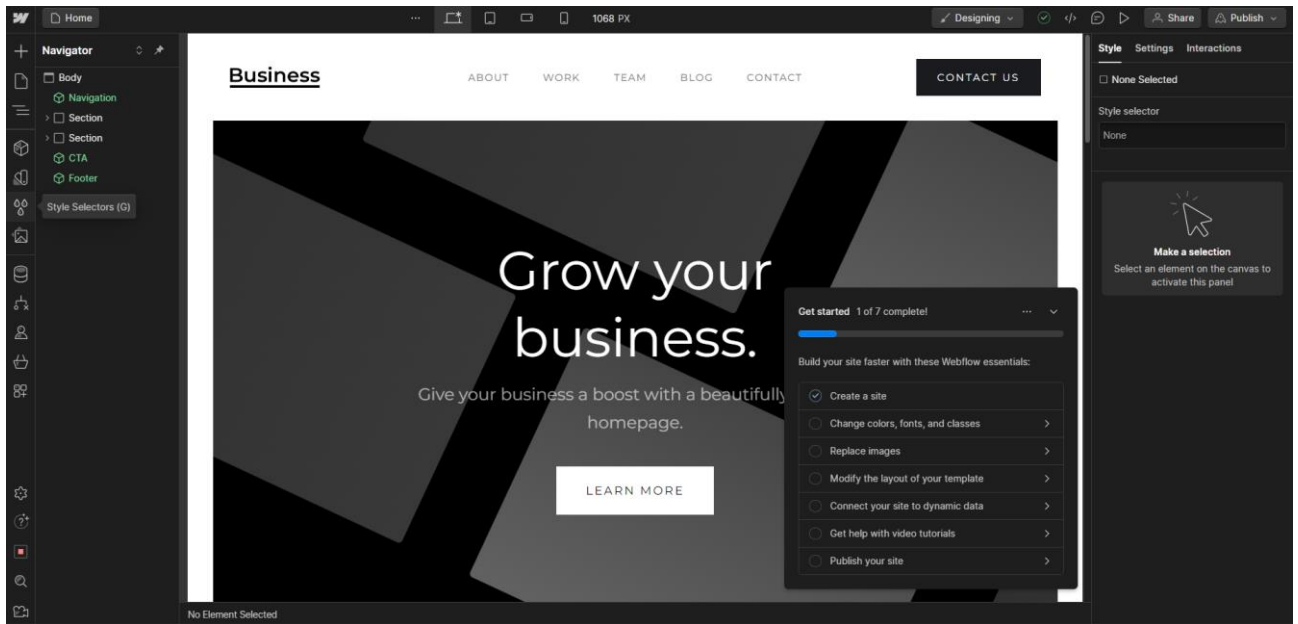 Home
...
1068 PX
Designing
Share
Publish
Navigator
Body
Navigation
Section
Section
CTA
Footer
Style Selectors (G)
Business
ABOUT
WORK
TEAM
BLOG
CONTACT
CONTACT US
Grow your
business.
Give your business a boost with a beautifully
homepage.
LEARN MORE
Get started 1 of 7 complete!
...
Build your site faster with these Webflow essentials:
Create a site
Change colors, fonts, and classes
Replace images
Modify the layout of your template
Connect your site to dynamic data
Get help with video tutorials
Publish your site
No Element Selected
Style
Settings
Interactions
None Selected
Style selector
None
Make a selection
Select an element on the canvas to
activate this panel